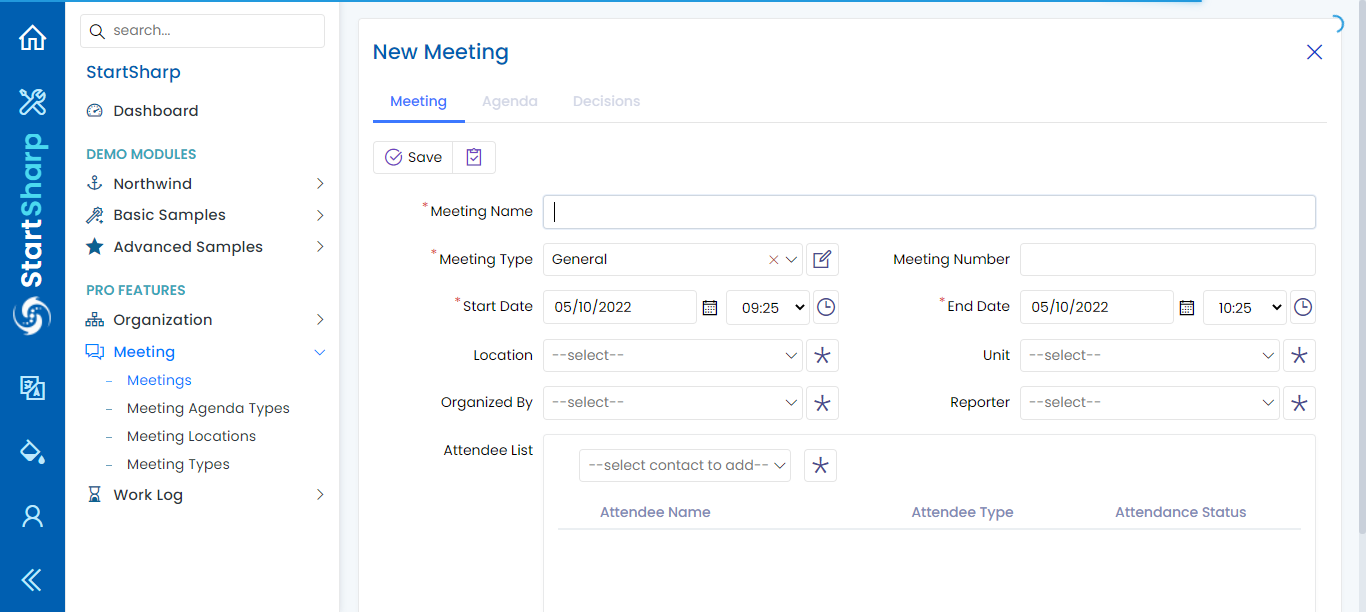 search...
StartSharp
Dashboard
DEMO MODULES
Northwind
Basic Samples
Advanced Samples
PRO FEATURES
Organization
Meeting
Meetings
Meeting Agenda Types
Meeting Locations
Meeting Types
Work Log
StartSharp
New Meeting
Meeting Agenda Decisions
Save
*Meeting Name
*Meeting Type General Meeting Number
*Start Date 05/10/2022 09:25 *End Date 05/10/2022 10:25
Location --select-- Unit --select--
Organized By --select-- Reporter --select--
Attendee List
--select contact to add--
Attendee Name Attendee Type Attendance Status